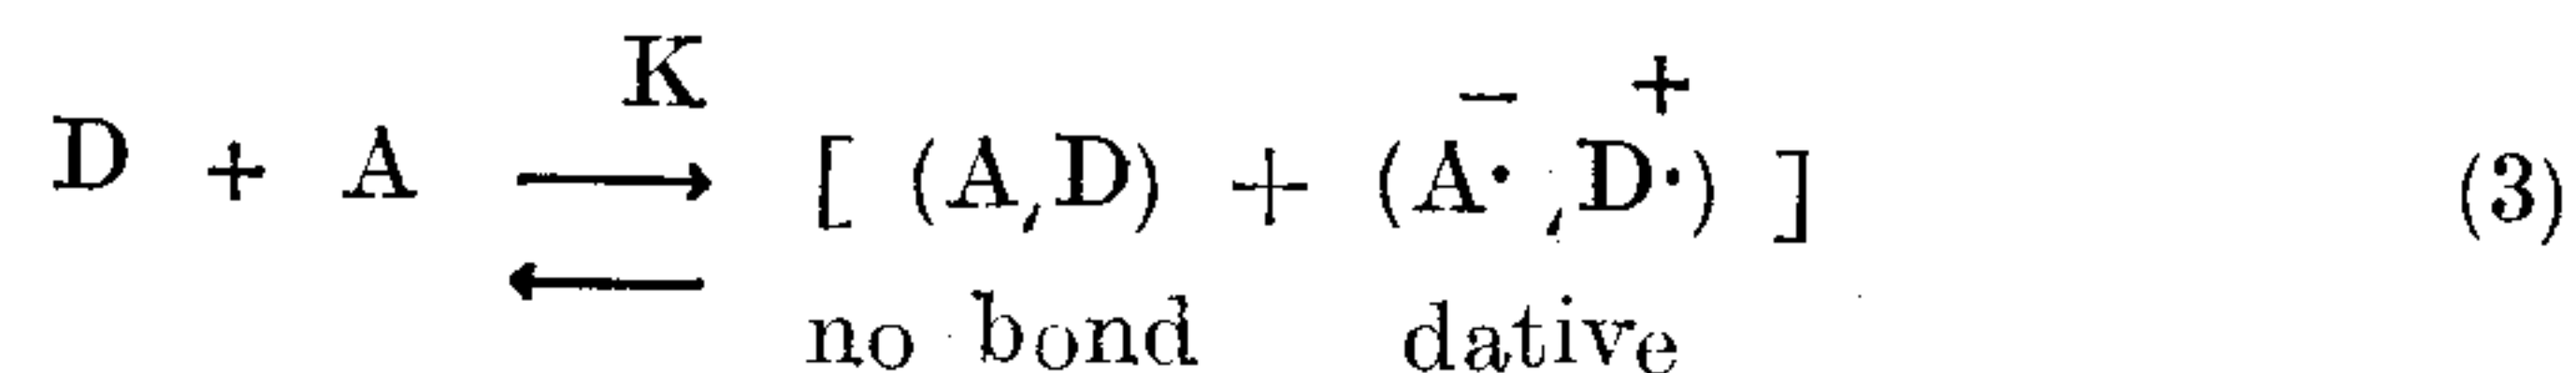 K
− +
D + A ⟶ [ (A,D) + (A·,D·) ] (3)
⟵
no bond dative